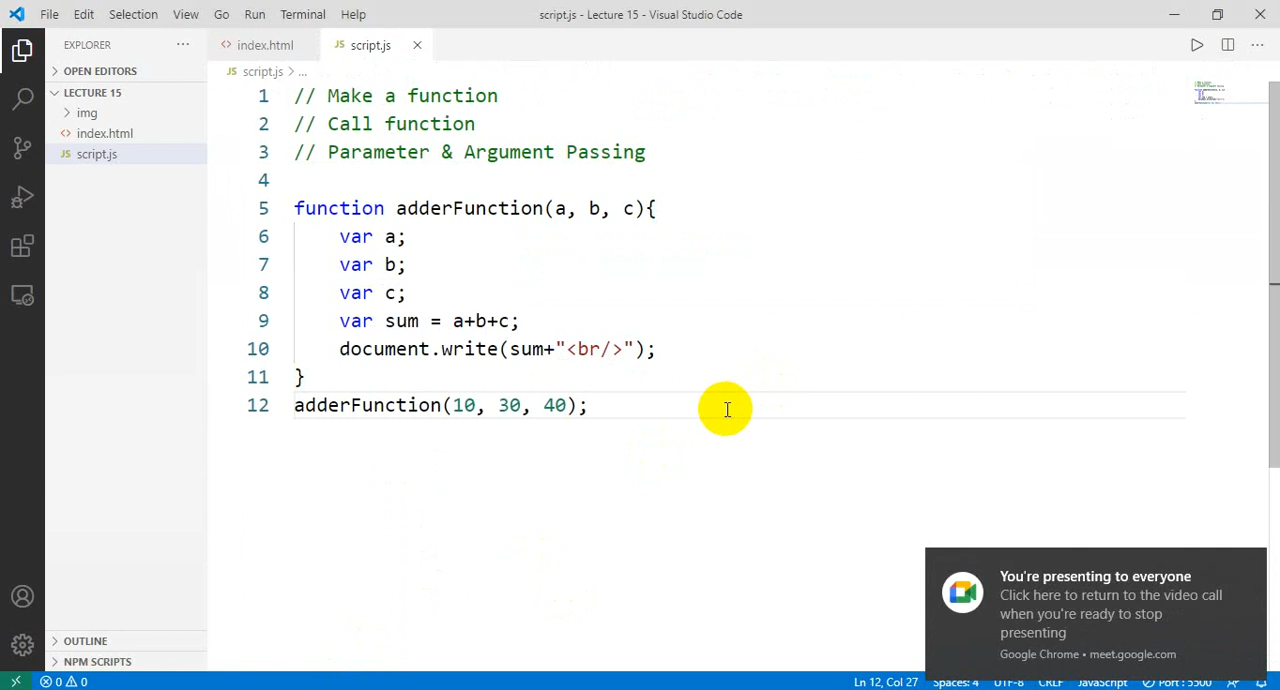 File Edit Selection View Go Run Terminal Help script.js - Lecture 15 - Visual Studio Code
EXPLORER ...
OPEN EDITORS
LECTURE 15
img
index.html
JS script.js
index.html JS script.js
JS script.js > ...
1 // Make a function
2 // Call function
3 // Parameter & Argument Passing
4
5 function adderFunction(a, b, c){
6 var a;
7 var b;
8 var c;
9 var sum = a+b+c;
10 document.write(sum+"<br/>");
11 }
12 adderFunction(10, 30, 40);
You're presenting to everyone
Click here to return to the video call
when you're ready to stop
presenting
Google Chrome • meet.google.com
OUTLINE
NPM SCRIPTS
0 0 Ln 12, Col 27 Spaces: 4 UTF-8 CRLF JavaScript Port : 5500